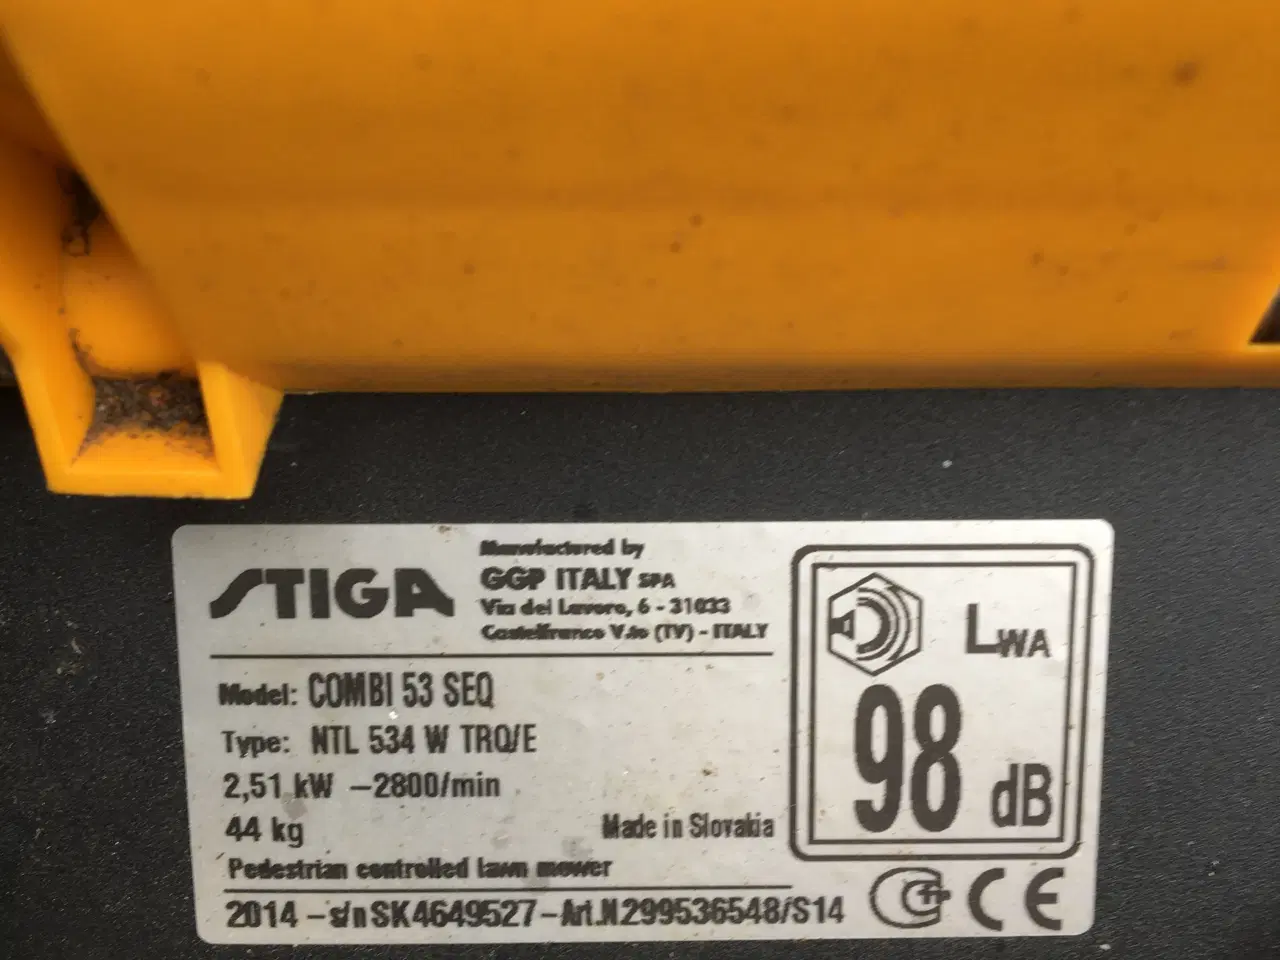 STIGA
Manufactured by
GGP ITALY SPA
Via del Lavoro, 6 - 31033
Castelfranco V.to (TV) - ITALY
Model: COMBI 53 SEQ
Type: NTL 534 W TRQ/E
2,51 kW -2800/min
44 kg
Made in Slovakia
Pedestrian controlled lawn mower
2014 - s/n SK4649527 - Art.N 299536548/S14
LWA
98 dB
CE